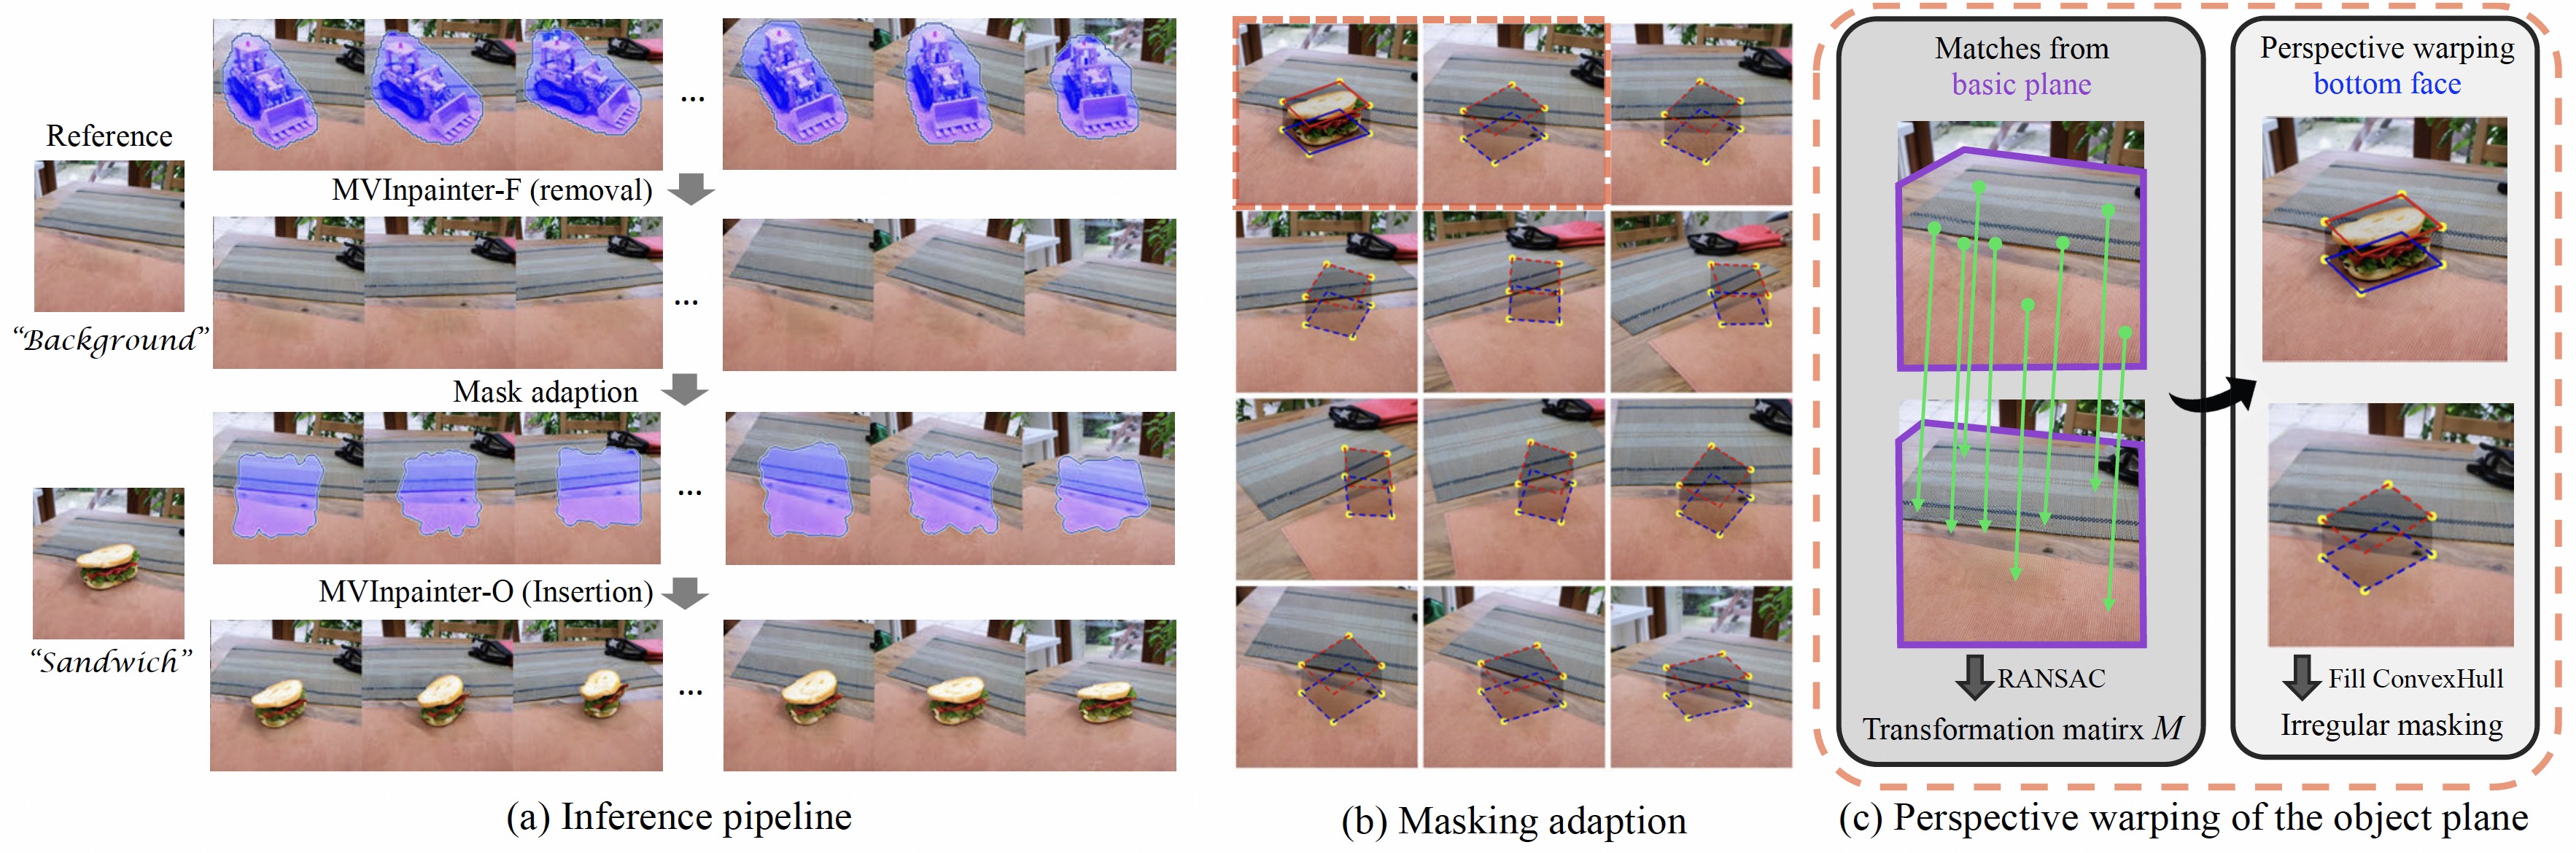 Reference
"Background"
"Sandwich"
MVInpainter-F (removal)
...
...
Mask adaption
...
MVInpainter-O (Insertion)
...
(a) Inference pipeline
(b) Masking adaption
Matches from
basic plane
RANSAC
Transformation matirx M
Perspective warping
bottom face
Fill ConvexHull
Irregular masking
(c) Perspective warping of the object plane